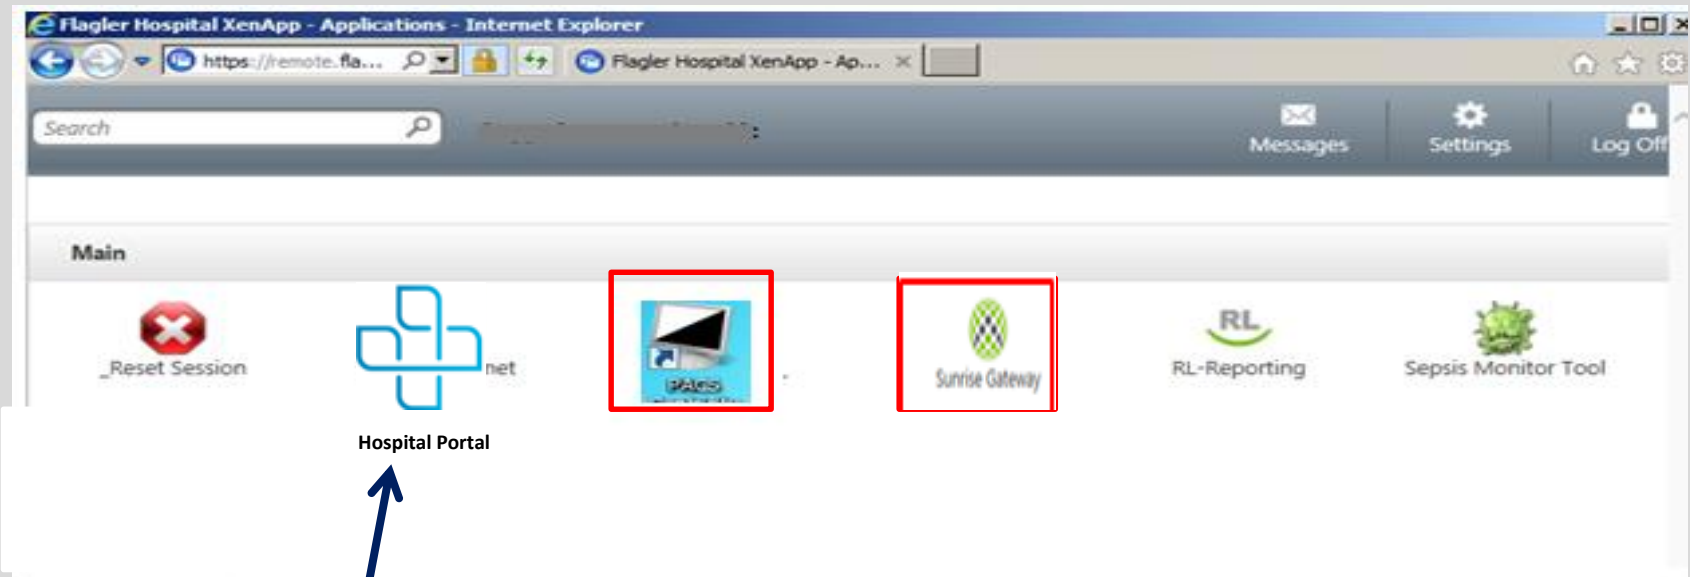 Flagler Hospital XenApp - Applications - Internet Explorer
https://remote.fla...
Flagler Hospital XenApp - Ap...
Search
Messages
Settings
Log Off
Main
_Reset Session
net
PACS
Sunrise Gateway
RL
RL-Reporting
Sepsis Monitor Tool
Hospital Portal